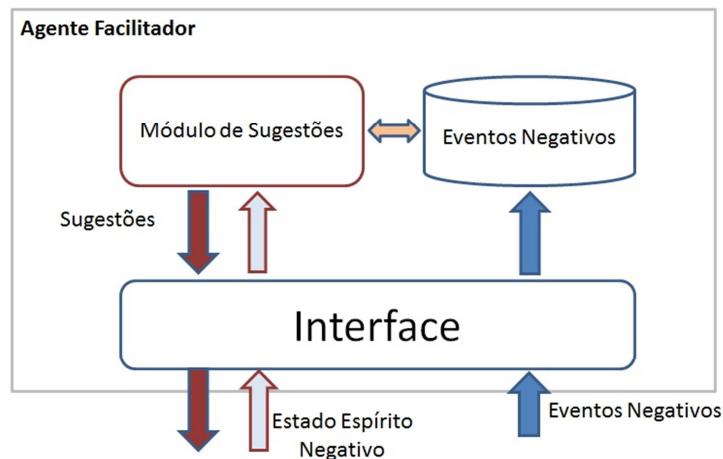 Agente Facilitador
Módulo de Sugestões
Eventos Negativos
Sugestões
Interface
Estado Espírito
Negativo
Eventos Negativos